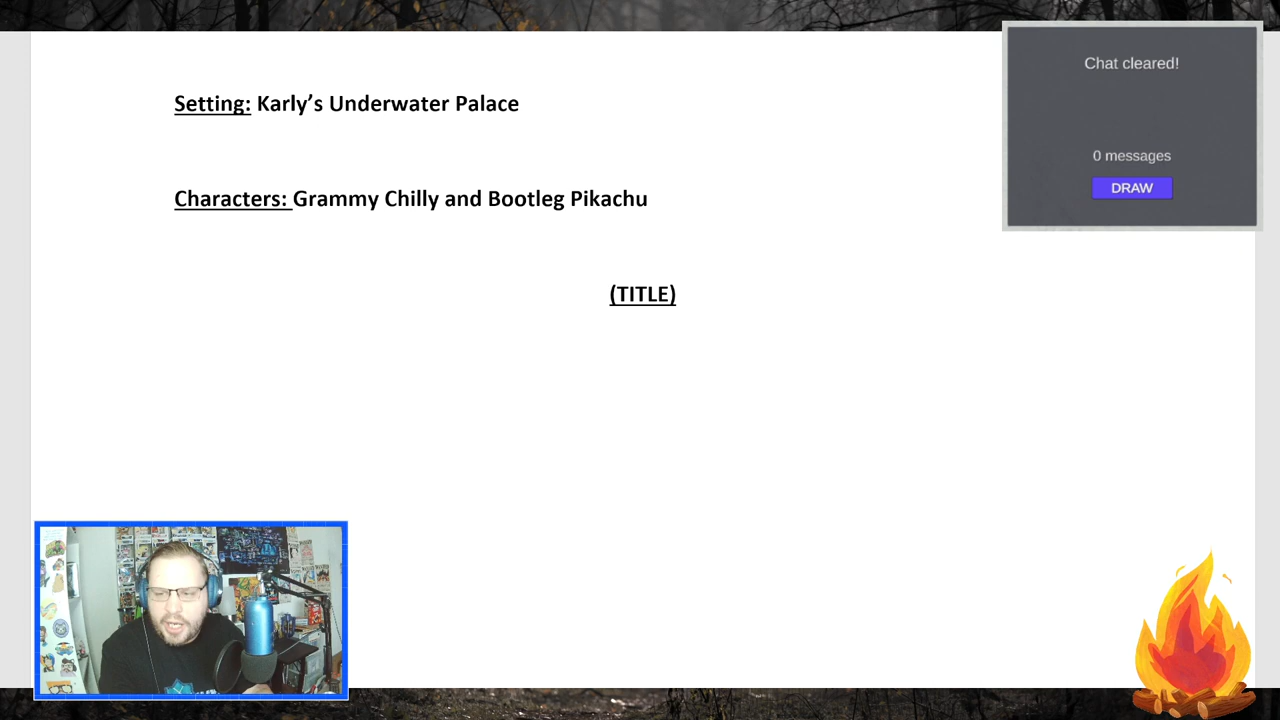 Setting: Karly’s Underwater Palace
Characters: Grammy Chilly and Bootleg Pikachu
(TITLE)
Chat cleared!
0 messages
DRAW